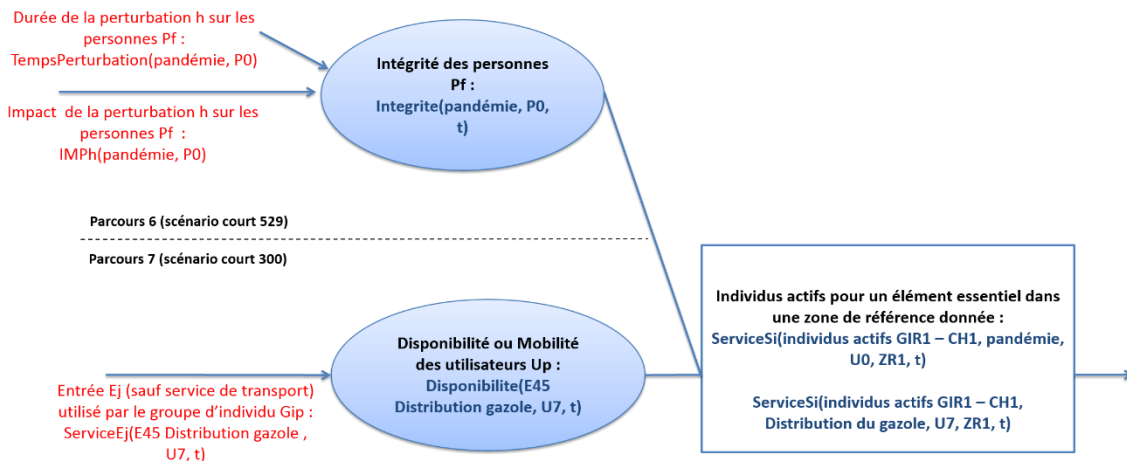 Durée de la perturbation h sur les
personnes Pf :
TempsPerturbation(pandémie, P0)
Impact de la perturbation h sur les
personnes Pf :
IMPh(pandémie, P0)
Intégrité des personnes
Pf :
Integrite(pandémie, P0,
t)
Parcours 6 (scénario court 529)
Parcours 7 (scénario court 300)
Entrée Ej (sauf service de transport)
utilisé par le groupe d’individu Gip :
ServiceEj(E45 Distribution gazole ,
U7, t)
Disponibilité ou Mobilité
des utilisateurs Up :
Disponibilite(E45
Distribution gazole, U7, t)
Individus actifs pour un élément essentiel dans
une zone de référence donnée :
ServiceSi(individus actifs GIR1 – CH1, pandémie,
U0, ZR1, t)
ServiceSi(individus actifs GIR1 – CH1,
Distribution du gazole, U7, ZR1, t)